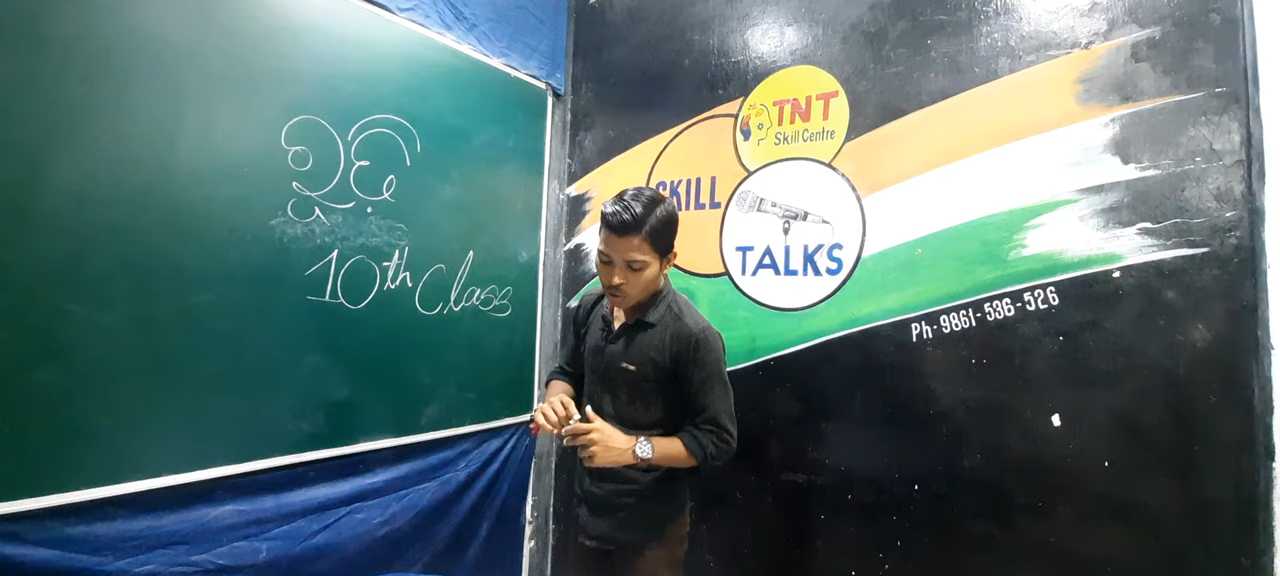 ରୂଢ଼ି
10th Class
TNT
Skill Centre
SKILL
TALKS
Ph-9861-536-526